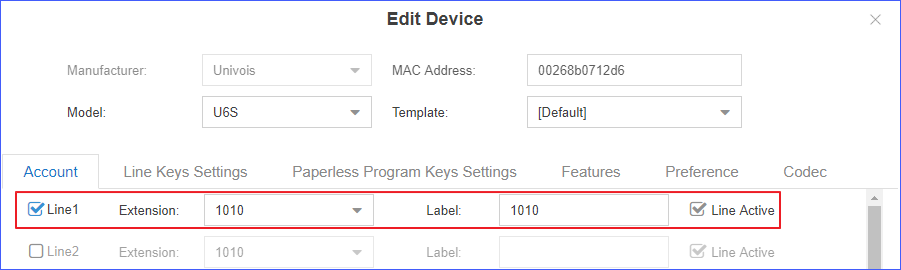 Edit Device
Manufacturer: Univois MAC Address: 00268b0712d6
Model: U6S Template: [Default]
Account Line Keys Settings Paperless Program Keys Settings Features Preference Codec
Line1 Extension: 1010 Label: 1010 Line Active
Line2 Extension: 1010 Label: Line Active